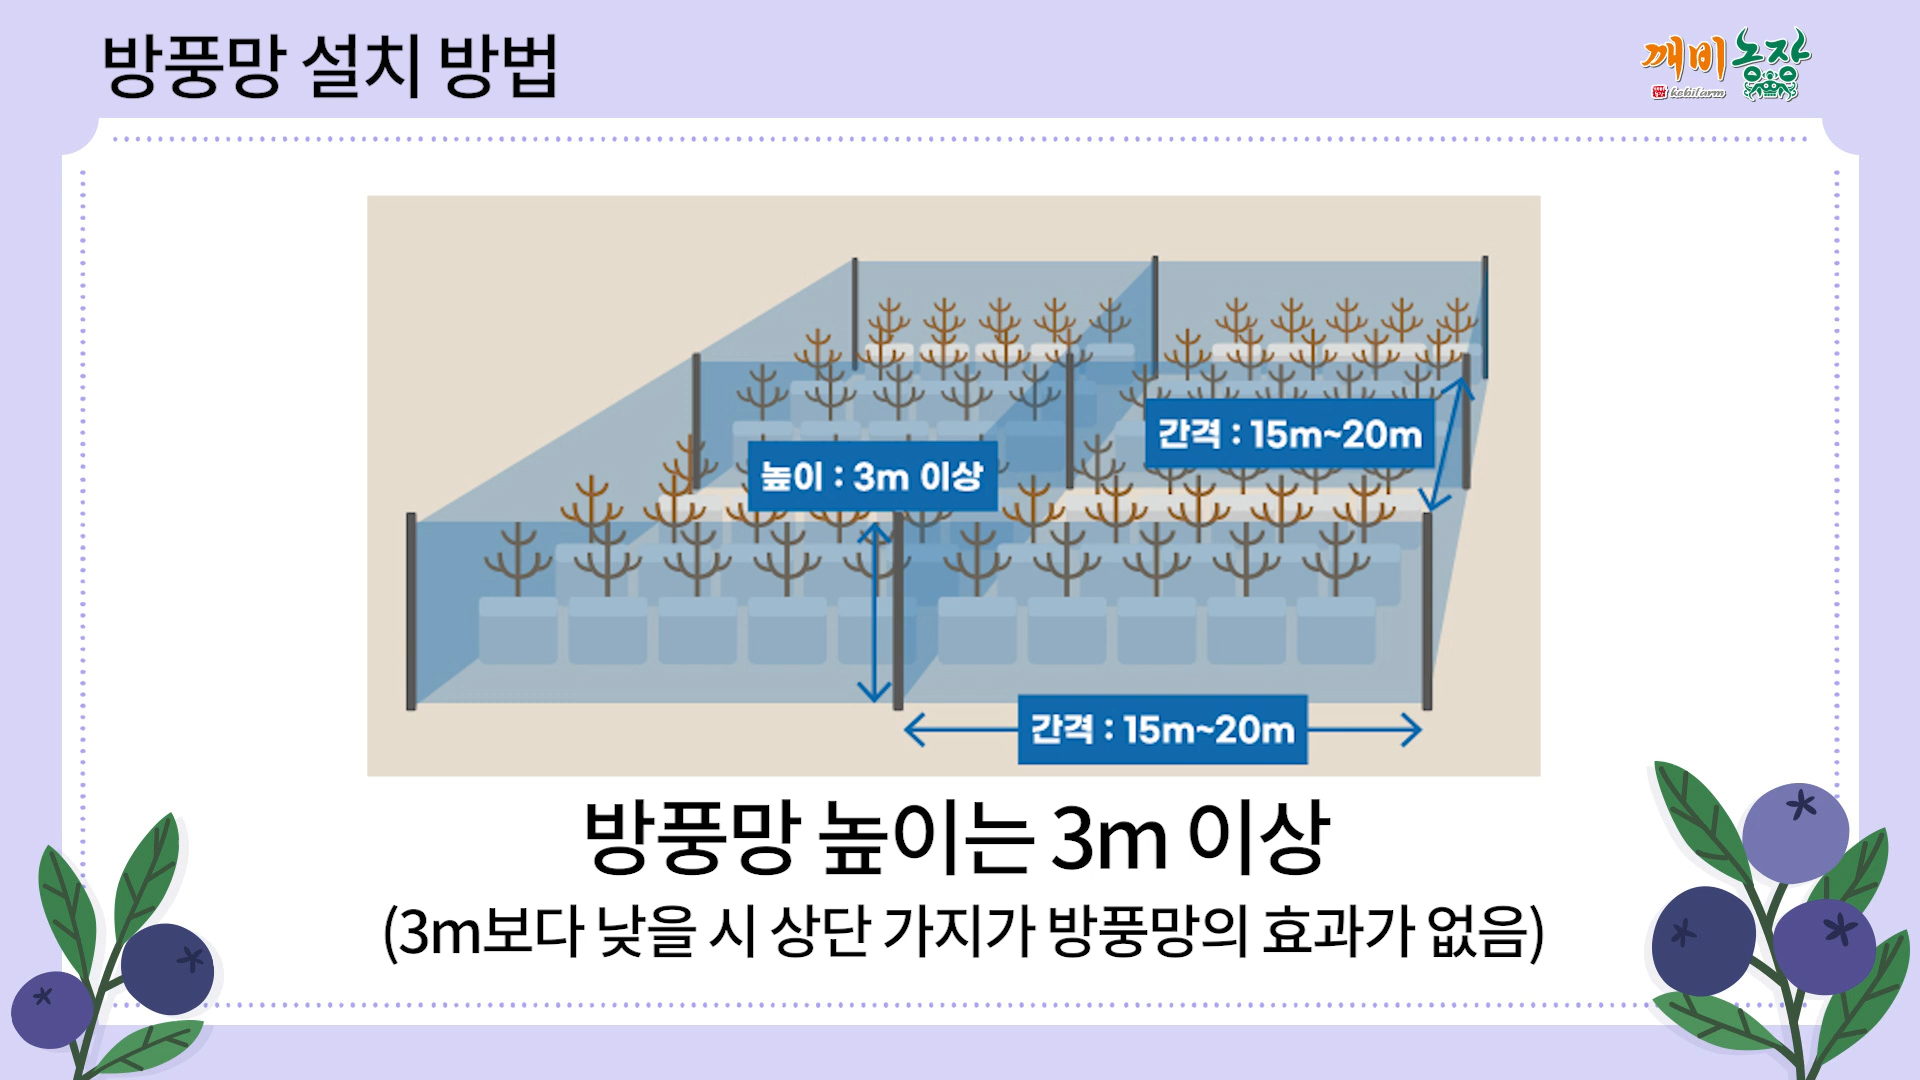 방풍망 설치 방법
깨비농장
kebifarm
간격 : 15m~20m
높이 : 3m 이상
간격 : 15m~20m
방풍망 높이는 3m 이상
(3m보다 낮을 시 상단 가지가 방풍망의 효과가 없음)